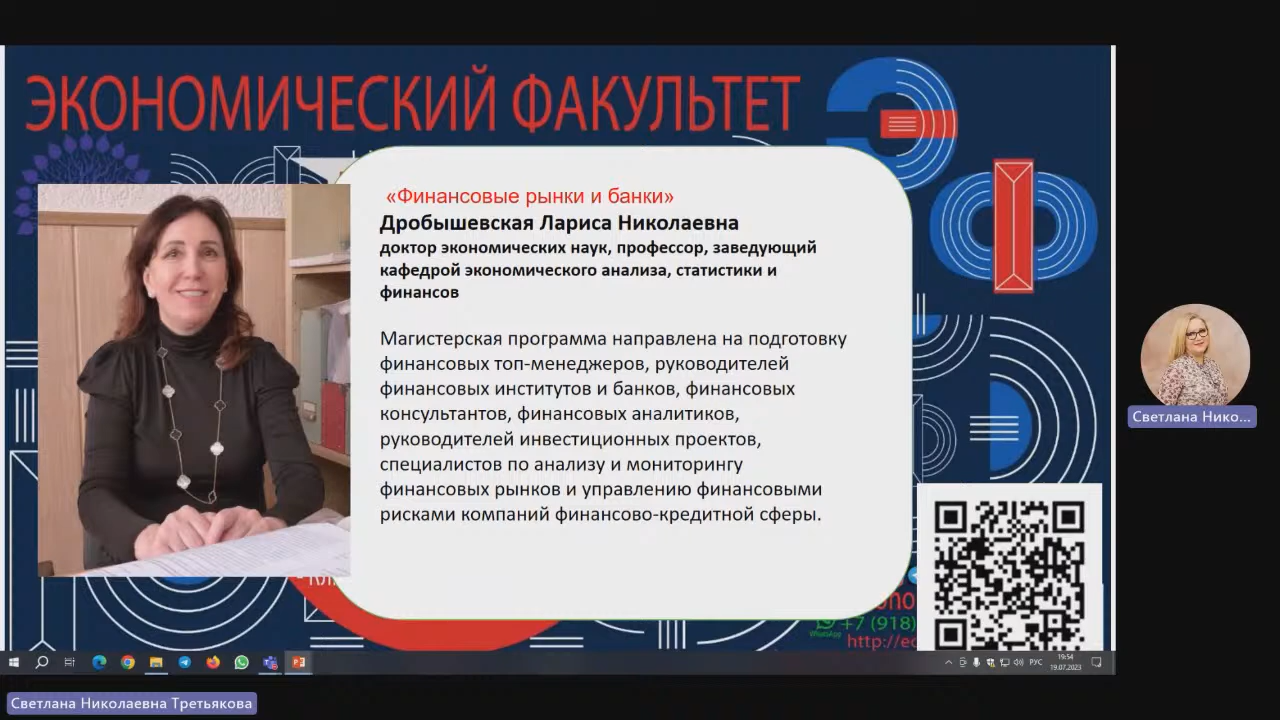 ЭКОНОМИЧЕСКИЙ ФАКУЛЬТЕТ
«Финансовые рынки и банки»
Дробышевская Лариса Николаевна
доктор экономических наук, профессор, заведующий
кафедрой экономического анализа, статистики и
финансов
Магистерская программа направлена на подготовку
финансовых топ-менеджеров, руководителей
финансовых институтов и банков, финансовых
консультантов, финансовых аналитиков,
руководителей инвестиционных проектов,
специалистов по анализу и мониторингу
финансовых рынков и управлению финансовыми
рисками компаний финансово-кредитной сферы.
WhatsApp
+7 (918)
http://ec
Светлана Нико...
РУС
19:54
19.07.2023
Светлана Николаевна Третьякова